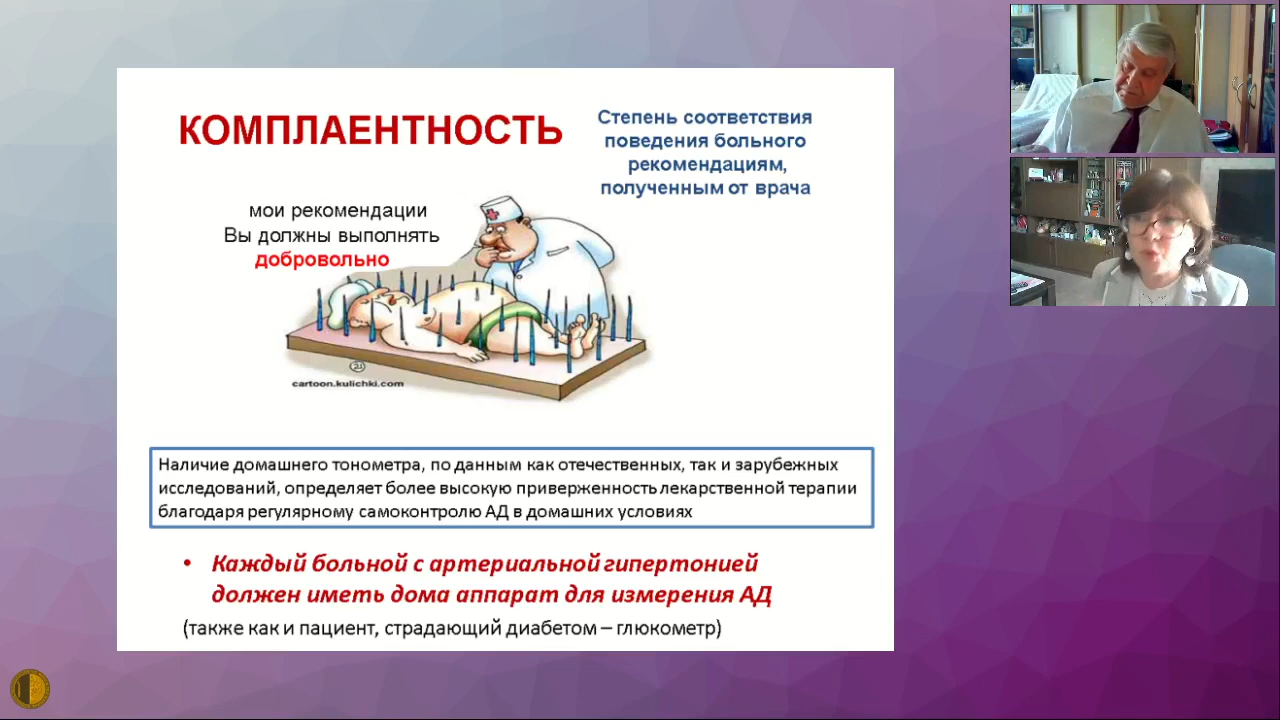 КОМПЛАЕНТНОСТЬ
Степень соответствия
поведения больного
рекомендациям,
полученным от врача
мои рекомендации
Вы должны выполнять
добровольно
cartoon.kulichki.com
Наличие домашнего тонометра, по данным как отечественных, так и зарубежных
исследований, определяет более высокую приверженность лекарственной терапии
благодаря регулярному самоконтролю АД в домашних условиях
• Каждый больной с артериальной гипертонией
должен иметь дома аппарат для измерения АД
(также как и пациент, страдающий диабетом – глюкометр)